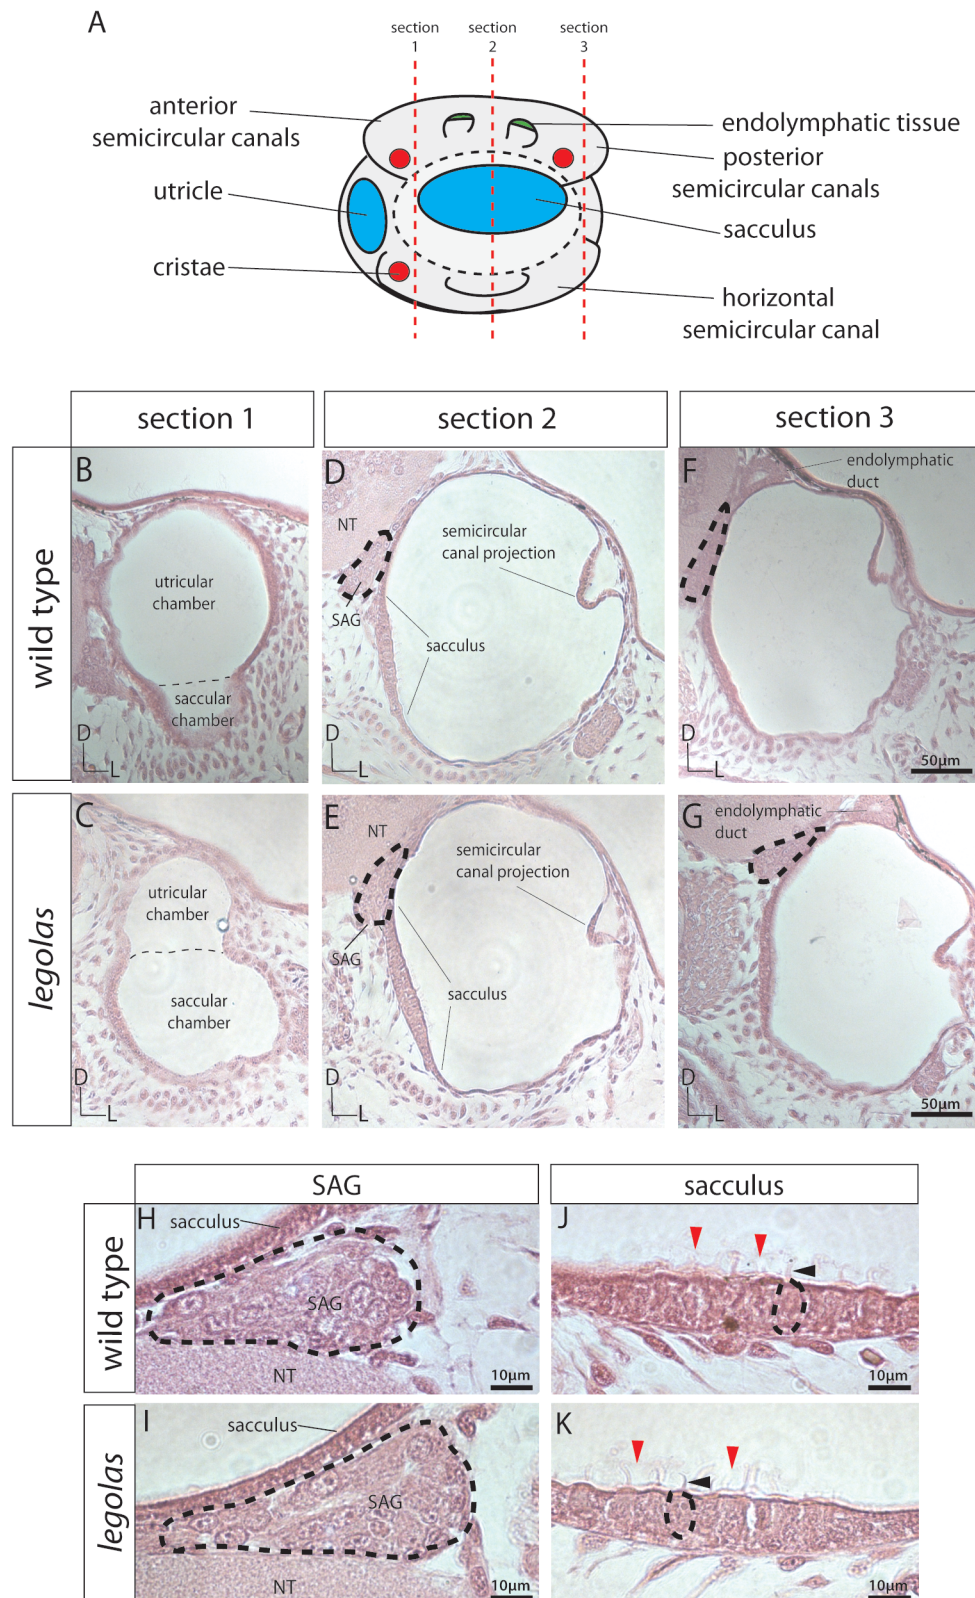 A
section
1
section
2
section
3
anterior
semicircular canals
utricle
cristae
endolymphatic tissue
posterior
semicircular canals
sacculus
horizontal
semicircular canal
section 1
section 2
section 3
wild type
B
utricular
chamber
saccular
chamber
D
L
D
NT
semicircular
canal projection
SAG
sacculus
D
L
F
endolymphatic
duct
D
L
50µm
legolas
C
utricular
chamber
saccular
chamber
D
L
E
NT
semicircular
canal projection
SAG
sacculus
D
L
G
endolymphatic
duct
D
L
50µm
SAG
sacculus
wild type
H
sacculus
SAG
NT
10µm
J
10µm
legolas
I
sacculus
SAG
NT
10µm
K
10µm